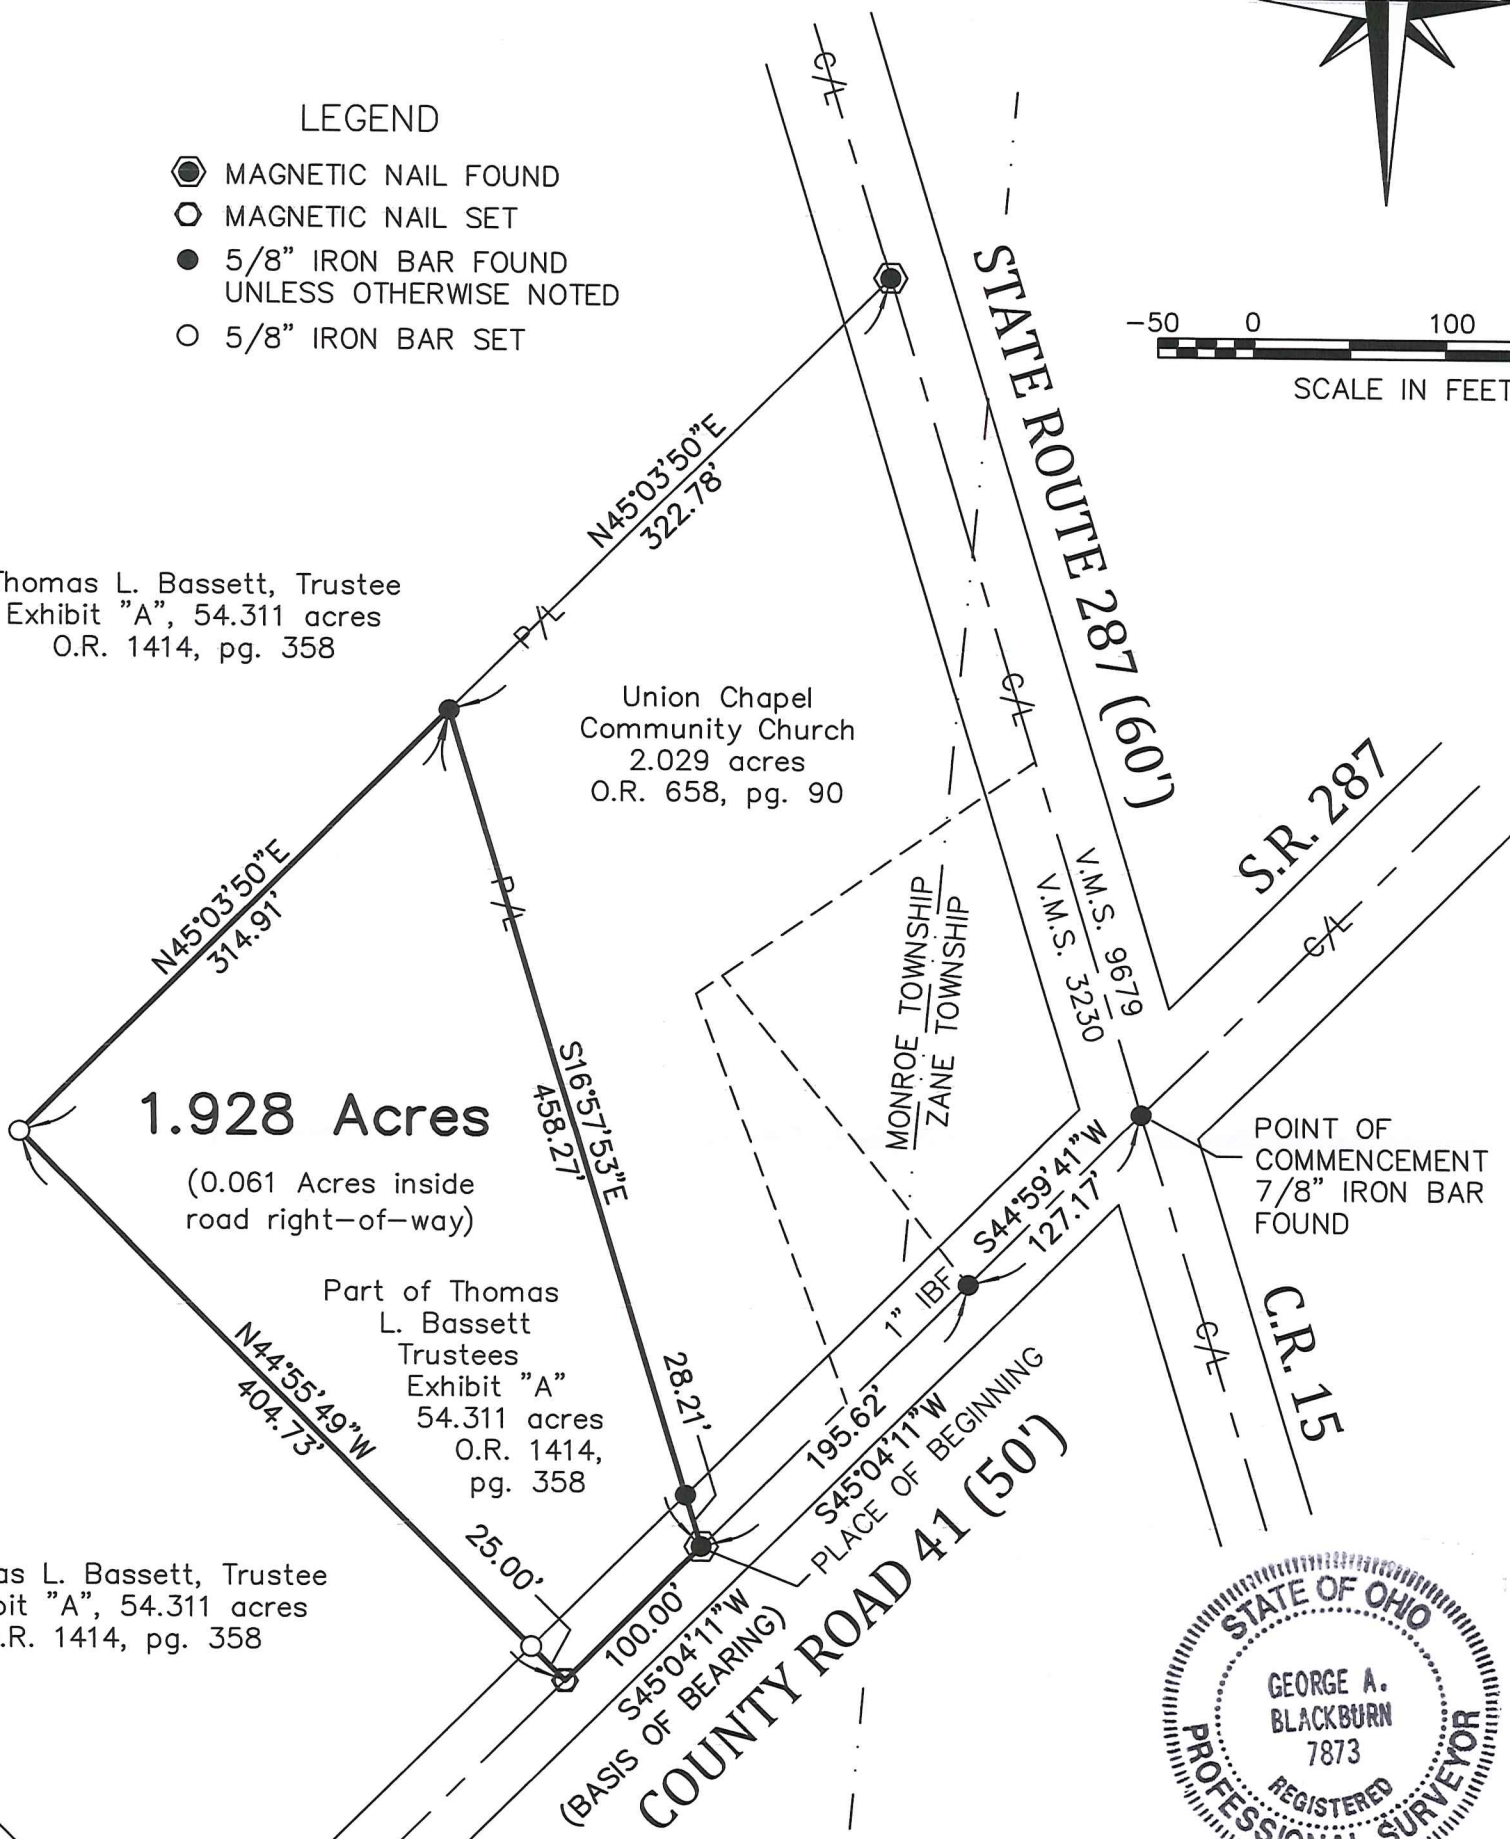 LEGEND
MAGNETIC NAIL FOUND
MAGNETIC NAIL SET
5/8" IRON BAR FOUND
UNLESS OTHERWISE NOTED
5/8" IRON BAR SET
C/L
STATE ROUTE 287 (60')
-50 0 100
SCALE IN FEET
N45°03'50"E
322.78'
P/L
homas L. Bassett, Trustee
Exhibit "A", 54.311 acres
O.R. 1414, pg. 358
Union Chapel
Community Church
2.029 acres
O.R. 658, pg. 90
C/L
S.R. 287
C/L
V.M.S. 9679
V.M.S. 3230
MONROE TOWNSHIP
ZANE TOWNSHIP
N45°03'50"E
314.91'
P/L
S16°57'53"E
458.27'
1.928 Acres
(0.061 Acres inside
road right-of-way)
POINT OF
COMMENCEMENT
7/8" IRON BAR
FOUND
S44°59'41"W
127.17'
1" IBF
C.R. 15
C/L
Part of Thomas
L. Bassett
Trustees
Exhibit "A"
54.311 acres
O.R. 1414,
pg. 358
N44°55'49"W
404.73'
28.21'
195.62'
S45°04'11"W
PLACE OF BEGINNING
25.00'
100.00'
S45°04'11"W
(BASIS OF BEARING)
COUNTY ROAD 41 (50')
as L. Bassett, Trustee
bit "A", 54.311 acres
.R. 1414, pg. 358
STATE OF OHIO
GEORGE A.
BLACKBURN
7873
REGISTERED
PROFESSIONAL SURVEYOR